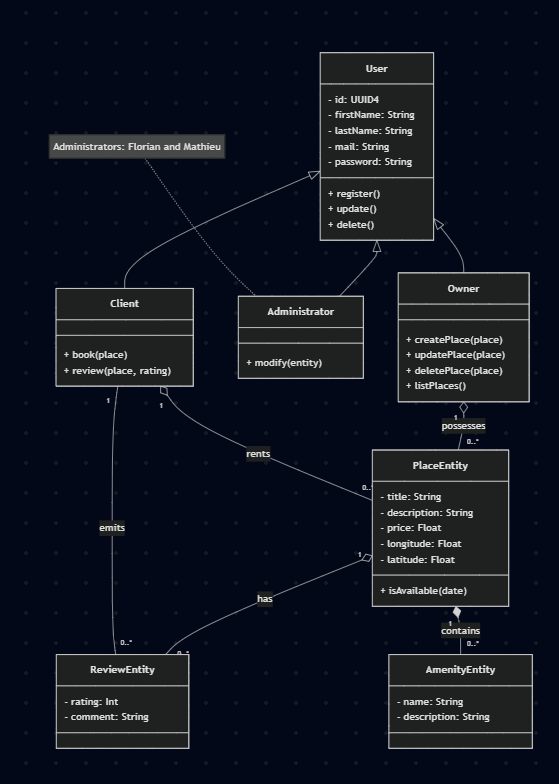 User
- id: UUID4
- firstName: String
- lastName: String
- mail: String
- password: String
+ register()
+ update()
+ delete()
Administrators: Florian and Mathieu
Client
+ book(place)
+ review(place, rating)
Administrator
+ modify(entity)
Owner
+ createPlace(place)
+ updatePlace(place)
+ deletePlace(place)
+ listPlaces()
1
1
1
possesses
0..*
rents
0..*
PlaceEntity
- title: String
- description: String
- price: Float
- longitude: Float
- latitude: Float
+ isAvailable(date)
emits
1
has
1
contains
0..*
0..*
0..*
ReviewEntity
- rating: Int
- comment: String
AmenityEntity
- name: String
- description: String